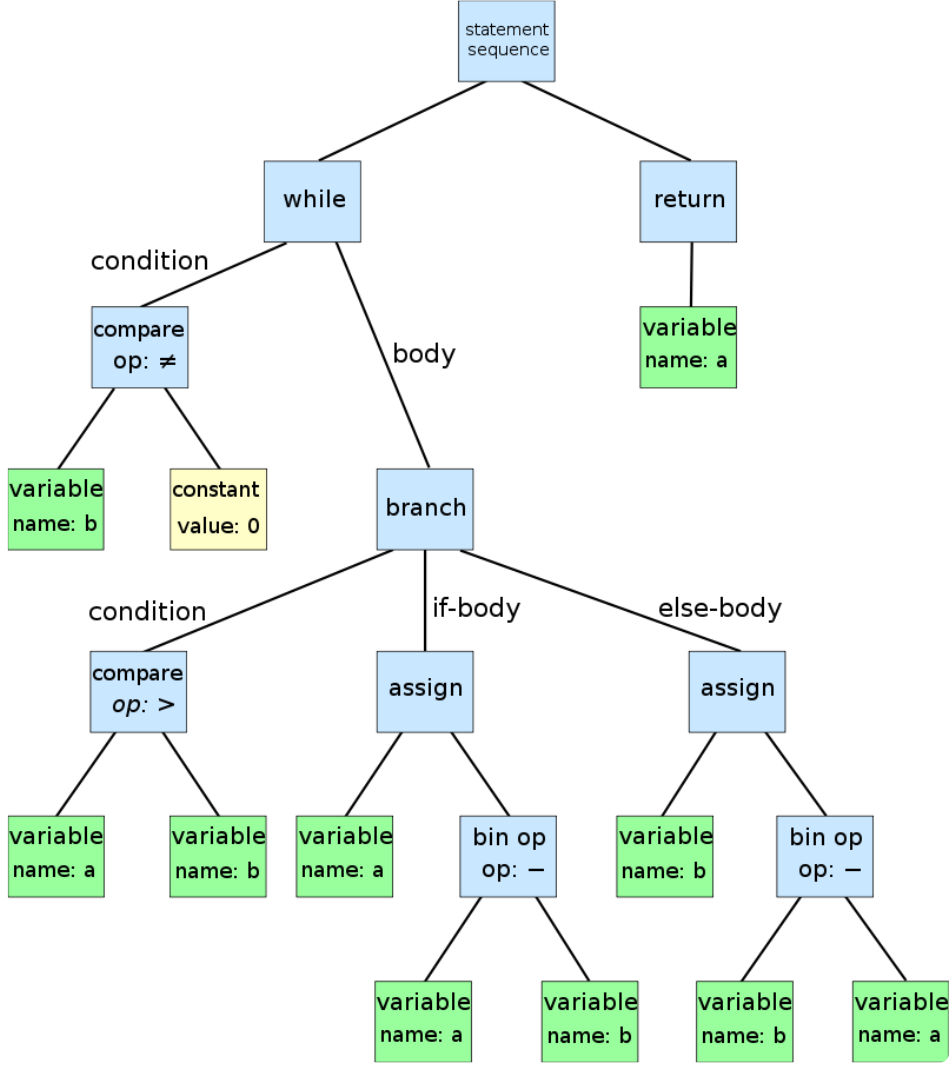 statement
sequence
while
return
condition
body
compare
op: ≠
variable
name: a
variable
name: b
constant
value: 0
branch
condition
if-body
else-body
compare
op: >
assign
assign
variable
name: a
variable
name: b
variable
name: a
bin op
op: −
variable
name: b
bin op
op: −
variable
name: a
variable
name: b
variable
name: b
variable
name: a